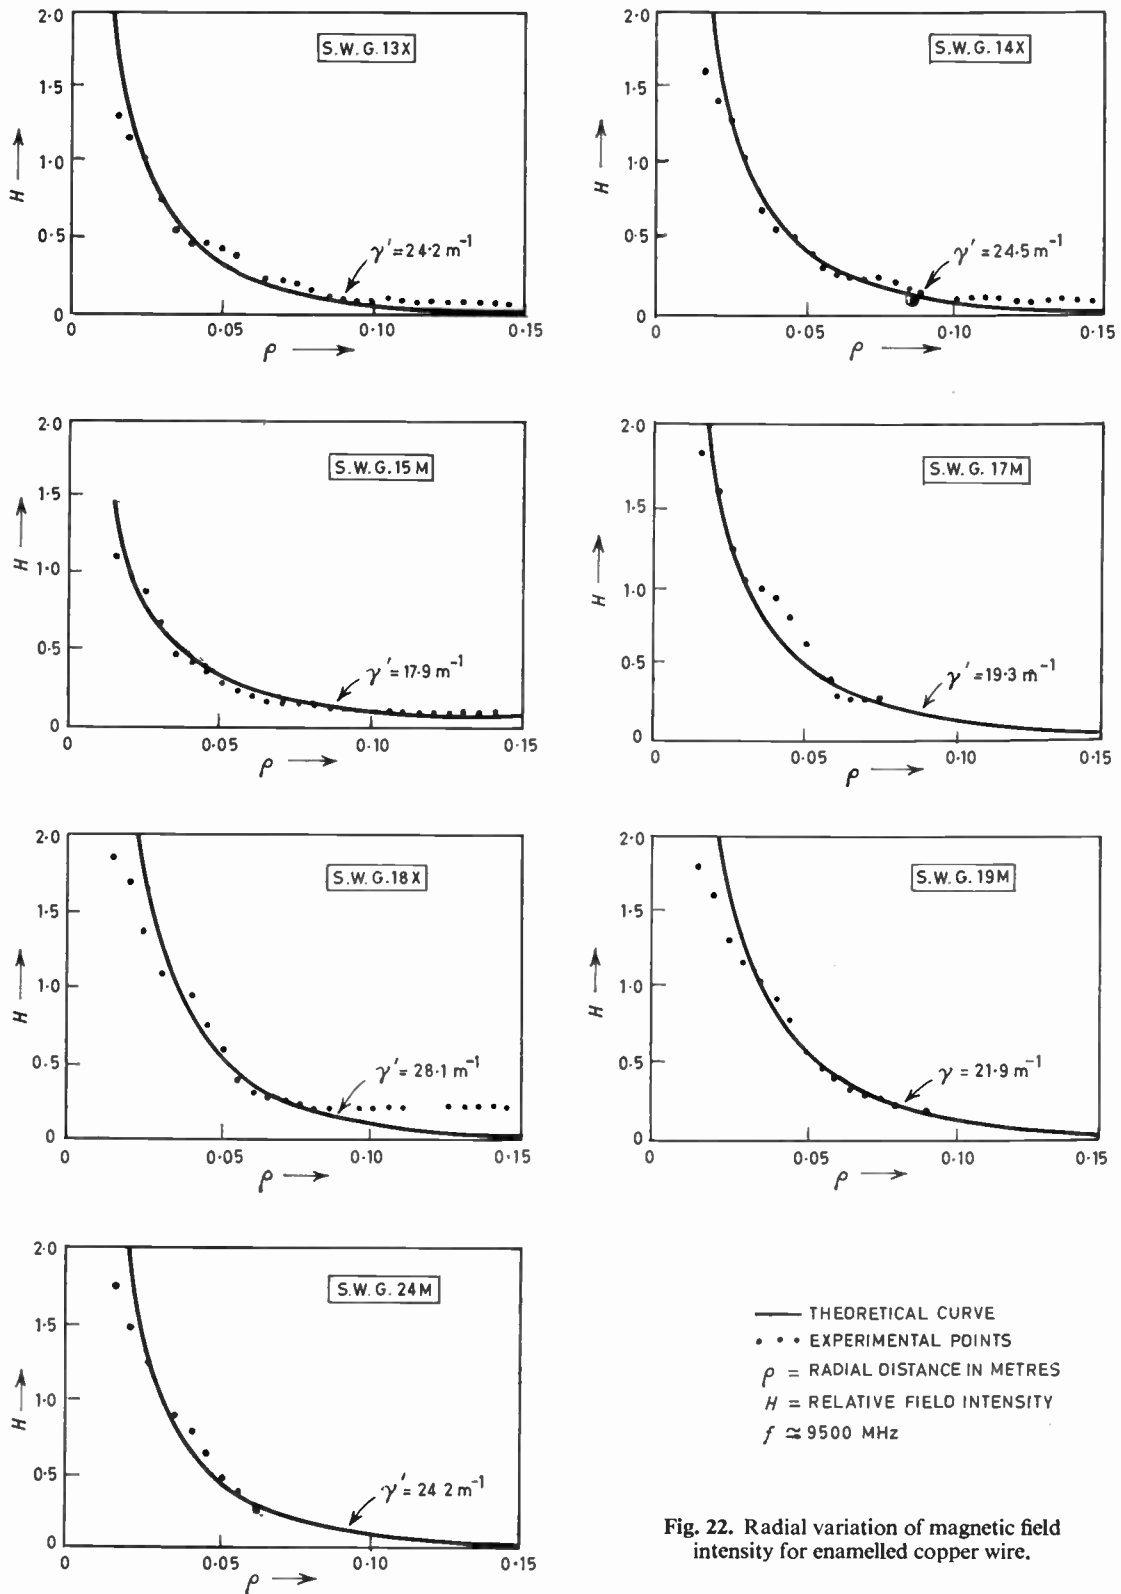 S.W.G.13X
2.0
1.5
1.0
0.5
0
H
γ′=24·2 m⁻¹
0
0·05
0·10
0·15
ρ
S.W.G.14X
2·0
1·5
1·0
0·5
0
H
γ′=24·5 m⁻¹
0
0·05
0·10
0·15
ρ
S.W.G.15M
2·0
1·5
1·0
0·5
0
H
γ′=17·9 m⁻¹
0
0·05
0·10
0·15
ρ
S.W.G. 17M
2·0
1·5
1·0
0·5
0
H
γ′=19·3 m⁻¹
0
0·05
0·10
0·15
ρ
S.W.G.18X
2·0
1·5
1·0
0·5
0
H
γ′=28·1 m⁻¹
0
0·05
0·10
0·15
ρ
S.W.G. 19M
2·0
1·5
1·0
0·5
0
H
γ = 21·9 m⁻¹
0
0·05
0·10
0·15
ρ
S.W.G. 24M
2·0
1·5
1·0
0·5
0
H
γ′=24 2 m⁻¹
0
0·05
0·10
0·15
ρ
THEORETICAL CURVE
• • • EXPERIMENTAL POINTS
ρ = RADIAL DISTANCE IN METRES
H = RELATIVE FIELD INTENSITY
f ≃ 9500 MHz
Fig. 22. Radial variation of magnetic field
intensity for enamelled copper wire.